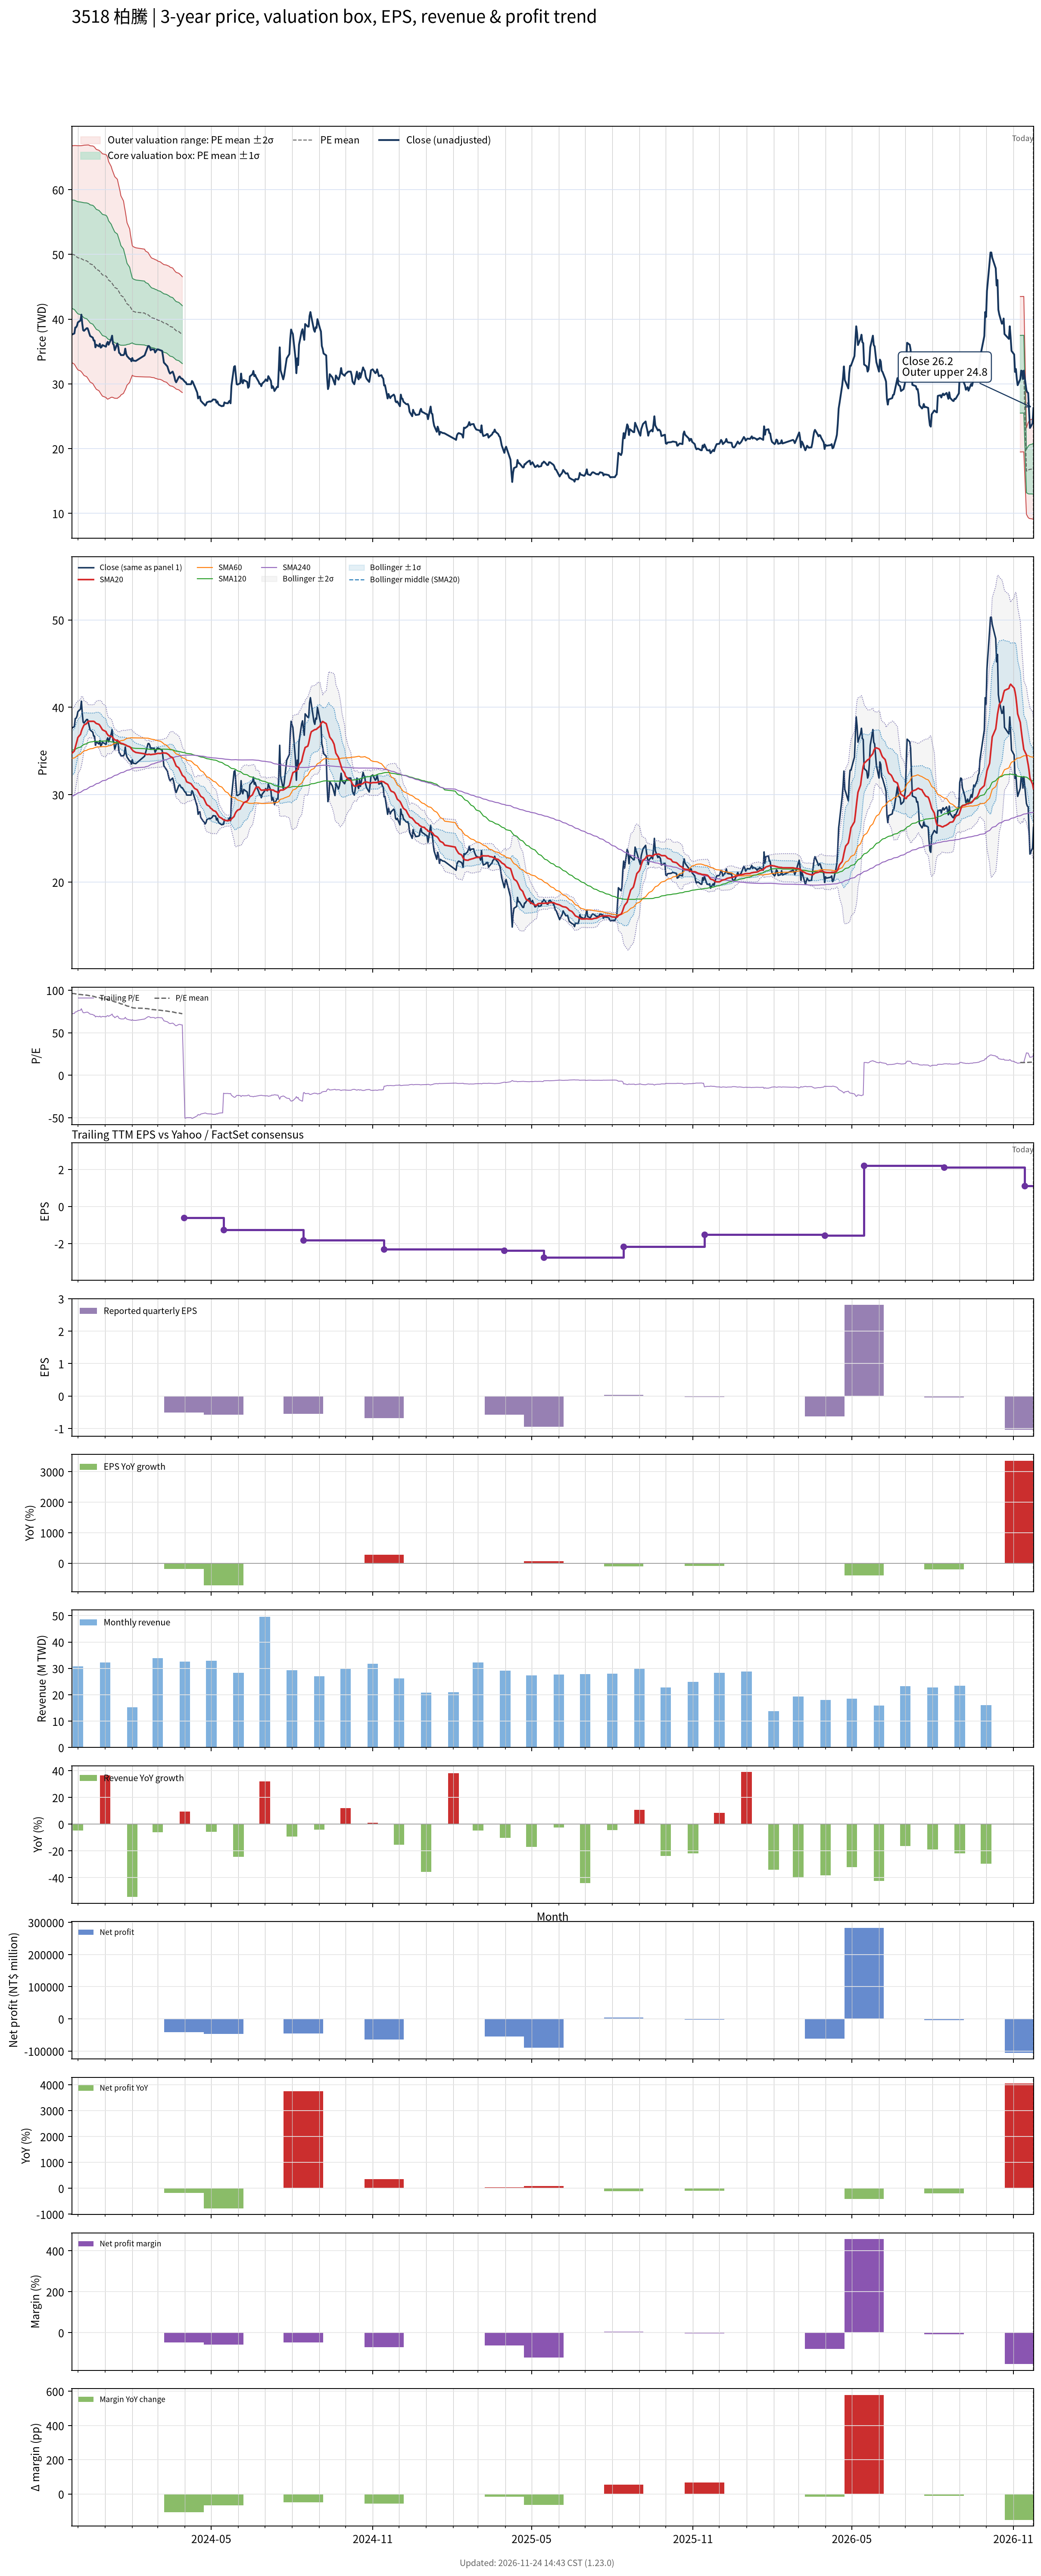 3518 柏騰 | 3-year price, valuation box, EPS, revenue & profit trend
Outer valuation range: PE mean ±2σ
PE mean
Close (unadjusted)
Core valuation box: PE mean ±1σ
Today
Price (TWD)
60
50
40
30
20
10
Close 26.2
Outer upper 24.8
Close (same as panel 1)
SMA60
SMA240
Bollinger ±1σ
SMA20
SMA120
Bollinger ±2σ
Bollinger middle (SMA20)
Price
50
40
30
20
Trailing P/E
P/E mean
P/E
100
50
0
-50
Trailing TTM EPS vs Yahoo / FactSet consensus
Today
EPS
2
0
-2
Reported quarterly EPS
EPS
3
2
1
0
-1
EPS YoY growth
YoY (%)
3000
2000
1000
0
Monthly revenue
Revenue (M TWD)
50
40
30
20
10
0
Revenue YoY growth
YoY (%)
40
20
0
-20
-40
Month
Net profit
Net profit (NT$ million)
300000
200000
100000
0
-100000
Net profit YoY
YoY (%)
4000
3000
2000
1000
0
-1000
Net profit margin
Margin (%)
400
200
0
Margin YoY change
Δ margin (pp)
600
400
200
0
2024-05
2024-11
2025-05
2025-11
2026-05
2026-11
Updated: 2026-11-24 14:43 CST (1.23.0)